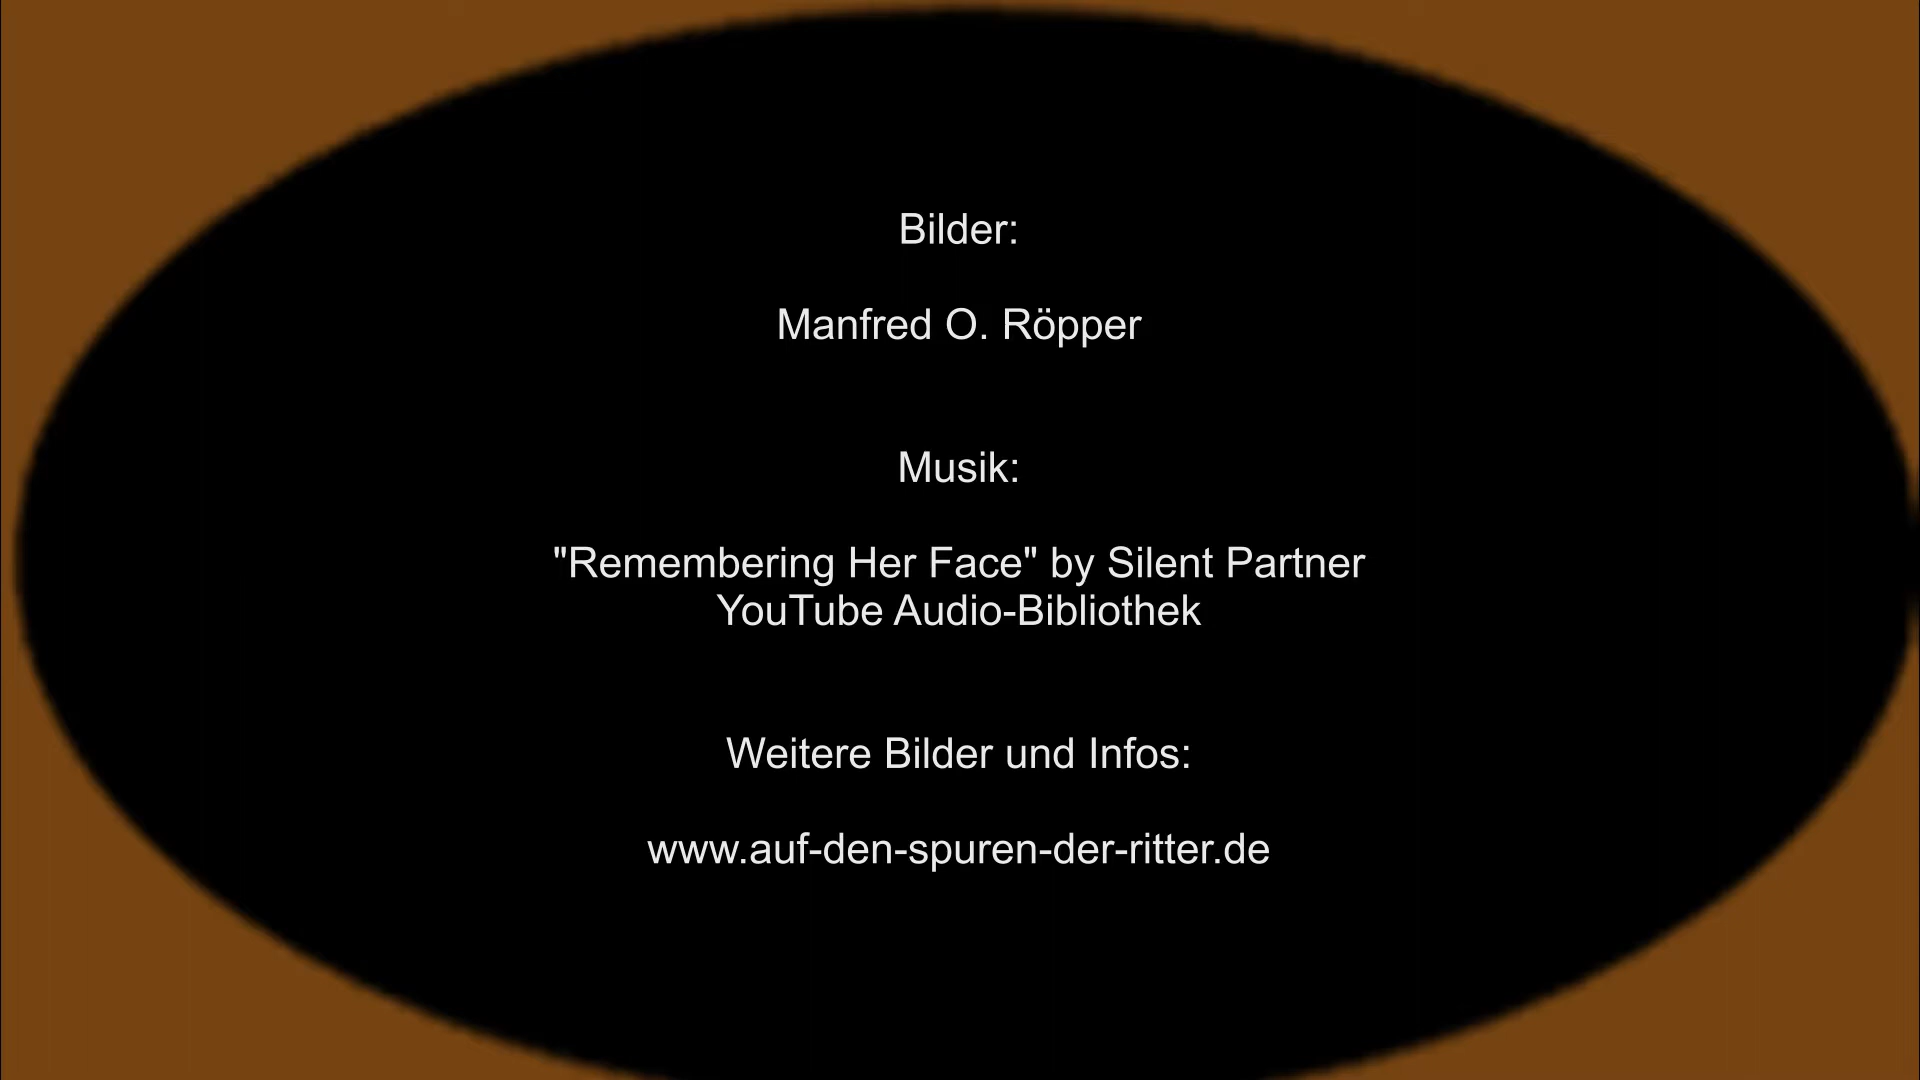 Bilder:
Manfred O. Röpper
Musik:
"Remembering Her Face" by Silent Partner
YouTube Audio-Bibliothek
Weitere Bilder und Infos:
www.auf-den-spuren-der-ritter.de